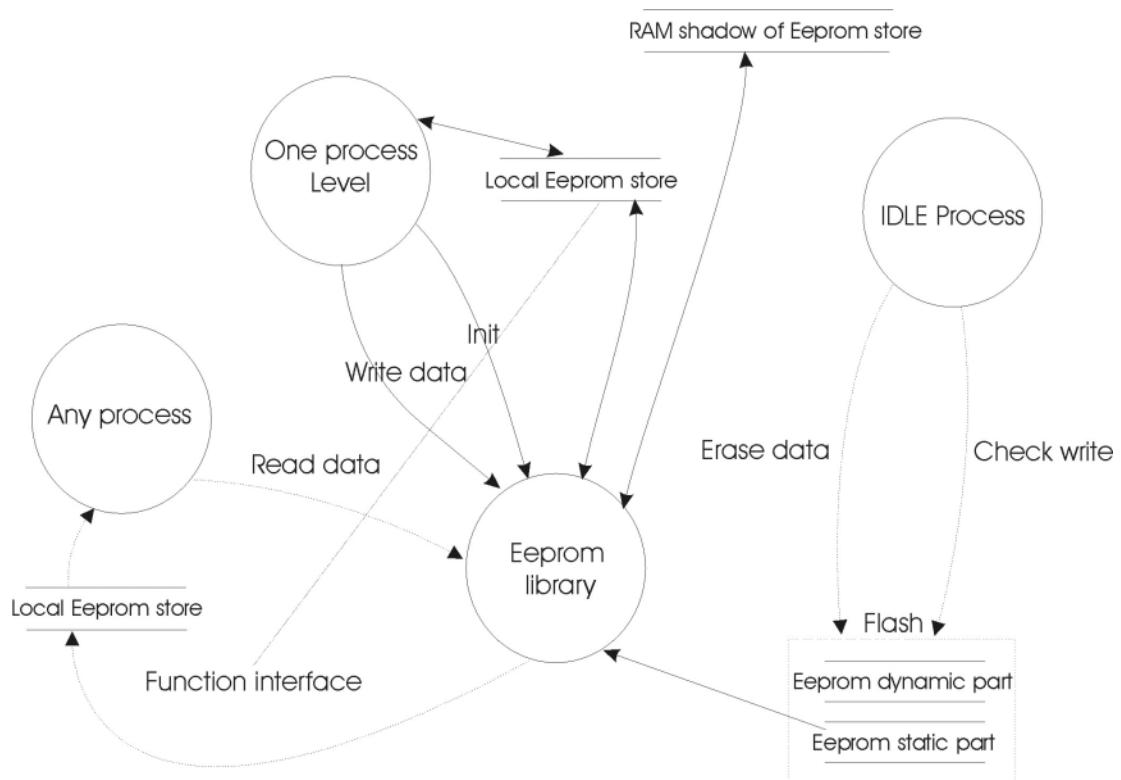 RAM shadow of Eeprom store
One process
Level
Local Eeprom store
IDLE Process
Init
Write data
Any process
Read data
Erase data
Check write
Eeprom
library
Local Eeprom store
Flash
Function interface
Eeprom dynamic part
Eeprom static part